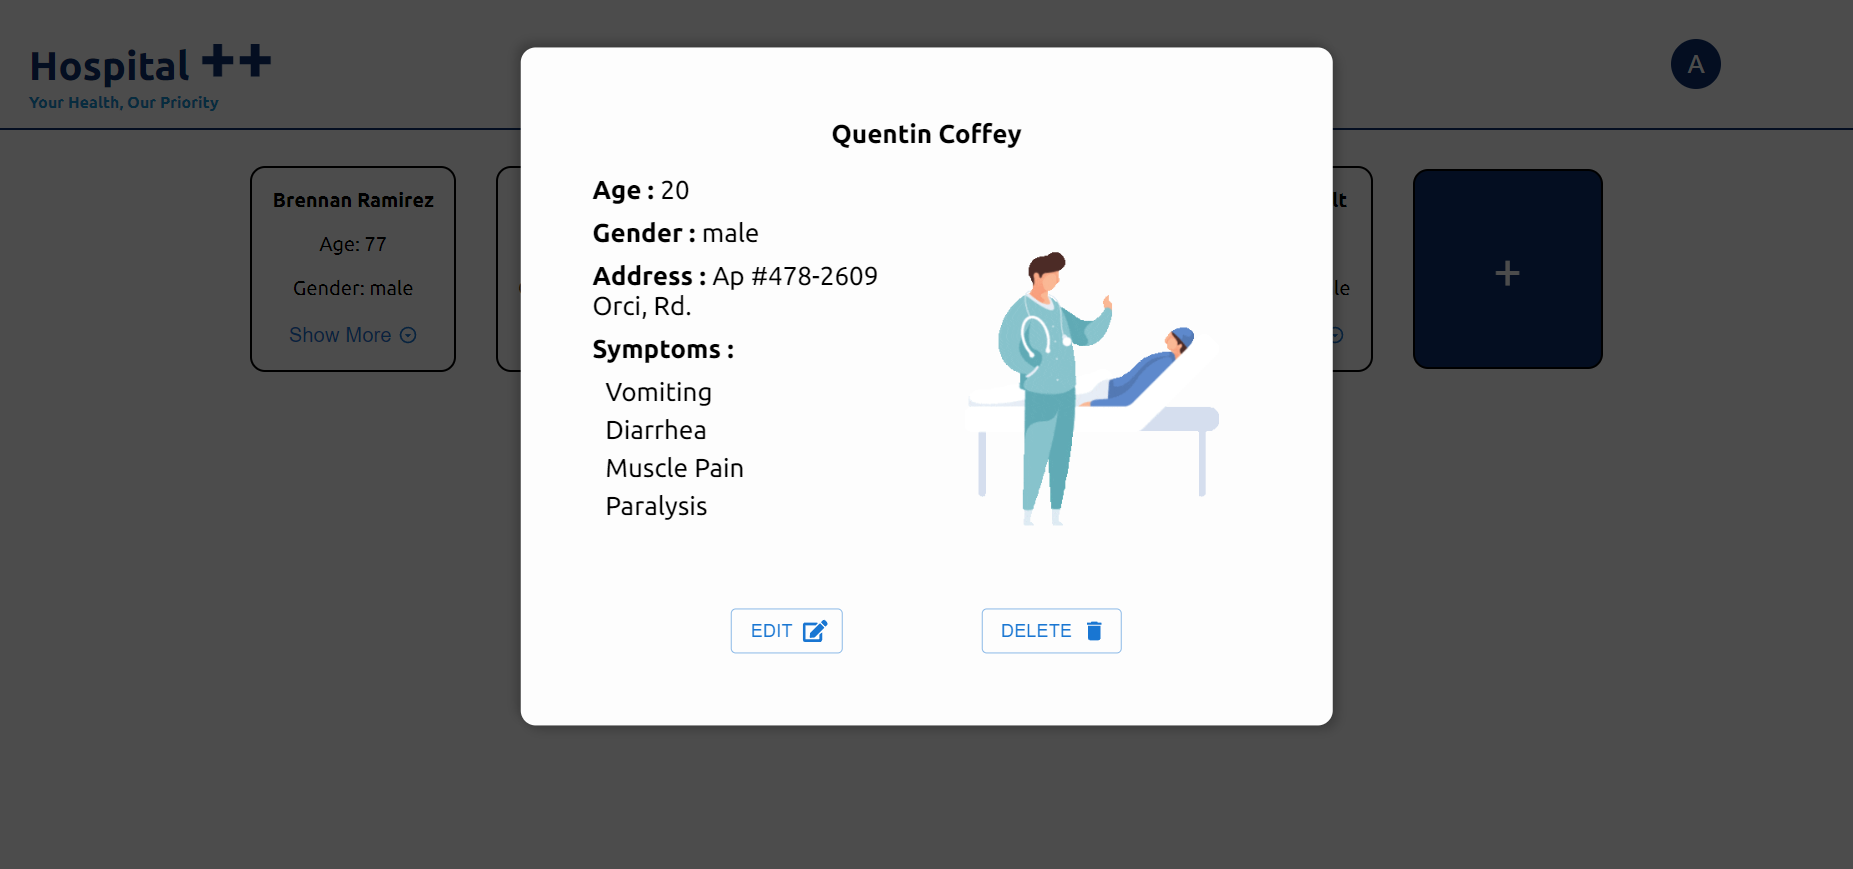 Hospital ++
Your Health, Our Priority
A
Brennan Ramirez
Age: 77
Gender: male
Show More
Quentin Coffey
Age : 20
Gender : male
Address : Ap #478-2609
Orci, Rd.
Symptoms :
Vomiting
Diarrhea
Muscle Pain
Paralysis
EDIT
DELETE
lt
le
+